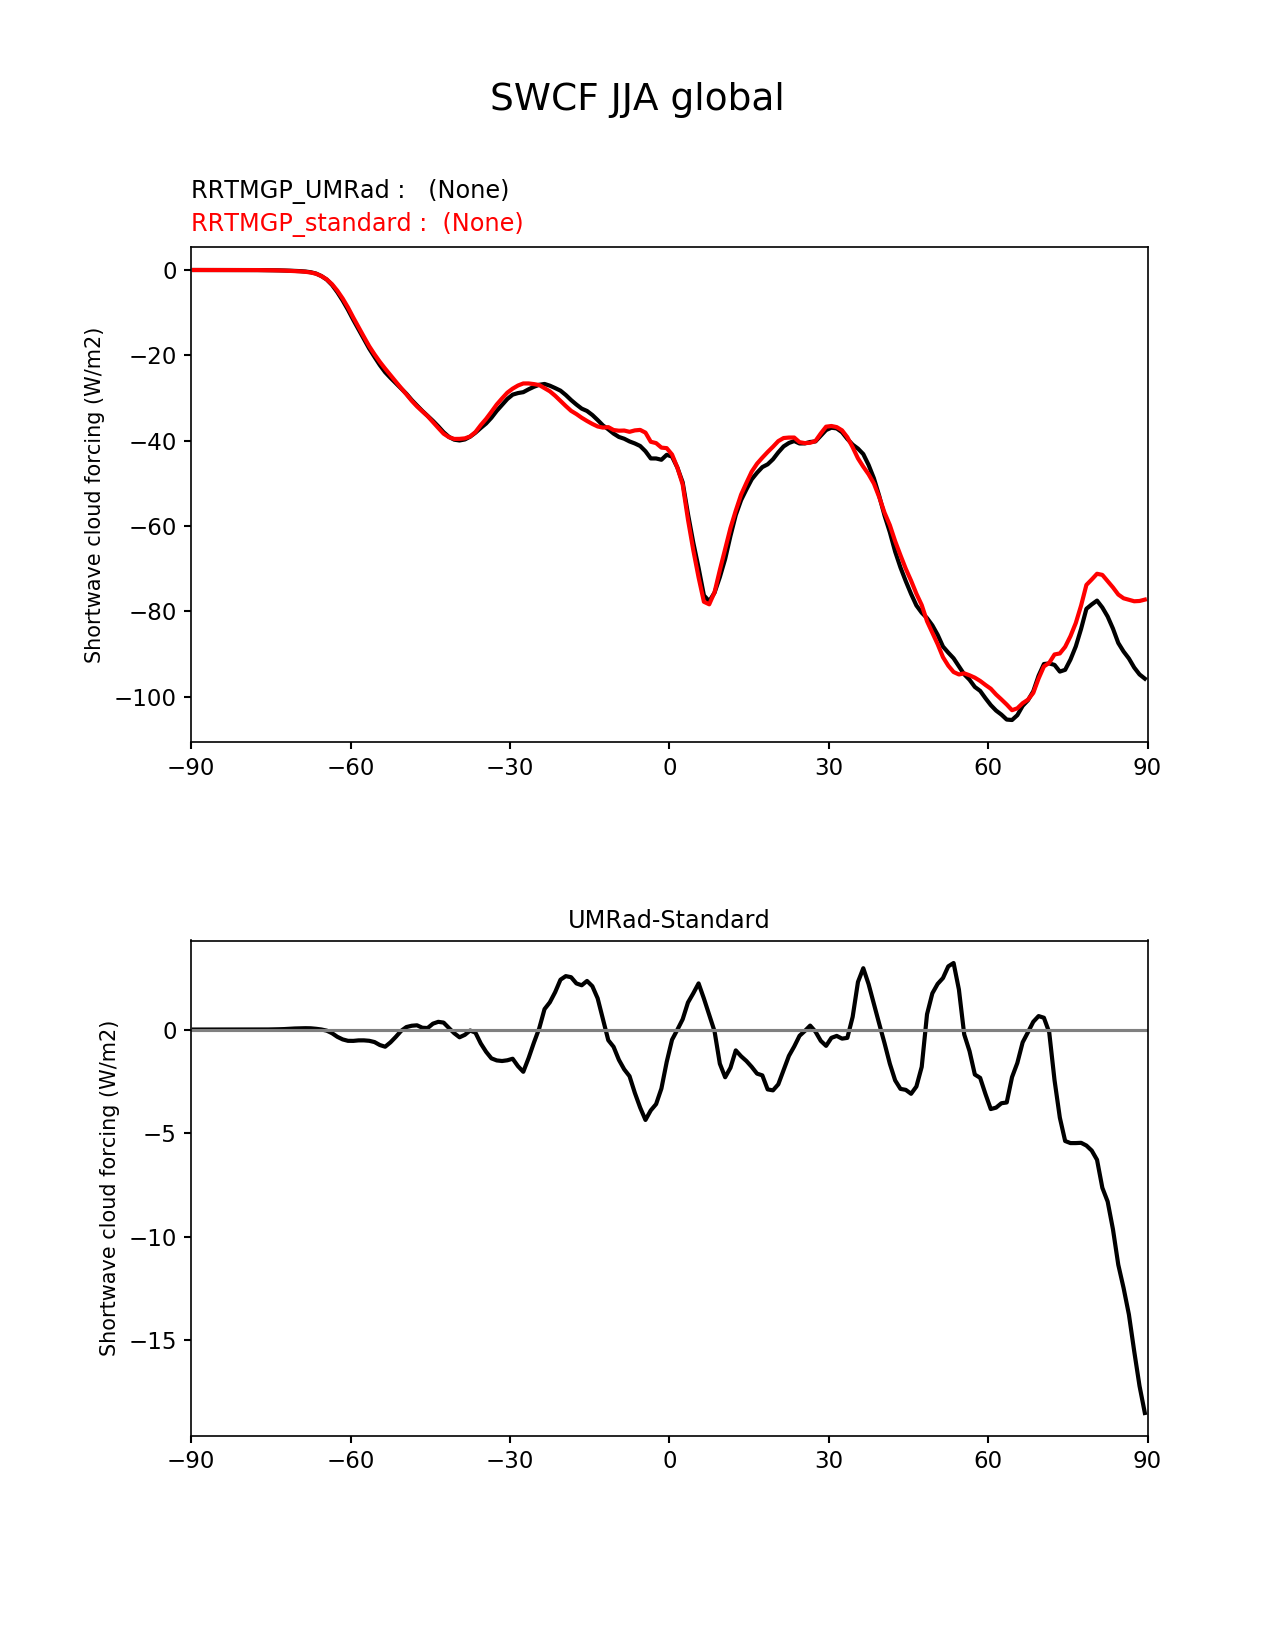 SWCF JJA global
RRTMGP_UMRad :   (None)
RRTMGP_standard :  (None)
Shortwave cloud forcing (W/m2)
0
−20
−40
−60
−80
−100
−90 −60 −30 0 30 60 90
UMRad-Standard
Shortwave cloud forcing (W/m2)
0
−5
−10
−15
−90 −60 −30 0 30 60 90